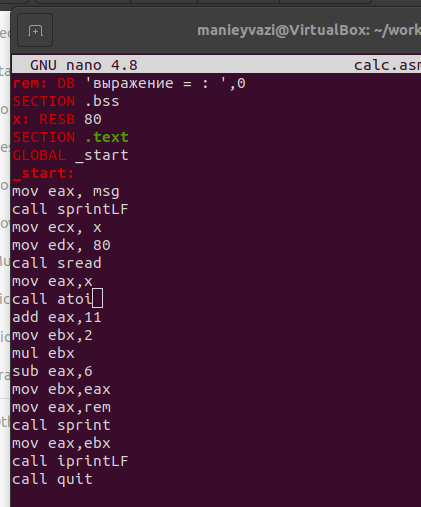 manieyvazi@VirtualBox: ~/work
GNU nano 4.8 calc.asm
rem: DB 'выражение = : ',0
SECTION .bss
x: RESB 80
SECTION .text
GLOBAL _start
_start:
mov eax, msg
call sprintLF
mov ecx, x
mov edx, 80
call sread
mov eax,x
call atoi
add eax,11
mov ebx,2
mul ebx
sub eax,6
mov ebx,eax
mov eax,rem
call sprint
mov eax,ebx
call iprintLF
call quit